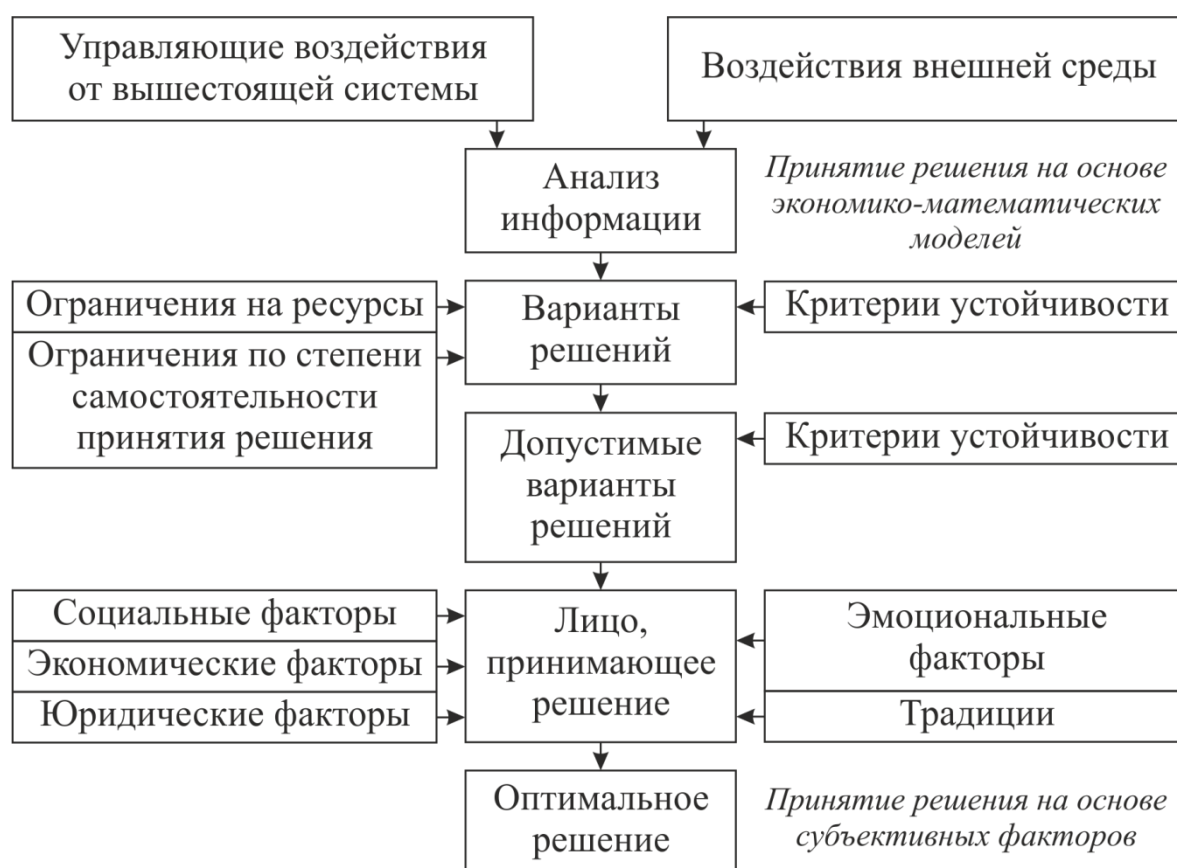 Управляющие воздействия
от вышестоящей системы
Воздействия внешней среды
Анализ
информации
Принятие решения на основе
экономико-математических
моделей
Ограничения на ресурсы
Ограничения по степени
самостоятельности
принятия решения
Варианты
решений
Критерии устойчивости
Допустимые
варианты
решений
Критерии устойчивости
Социальные факторы
Экономические факторы
Юридические факторы
Лицо,
принимающее
решение
Эмоциональные
факторы
Традиции
Оптимальное
решение
Принятие решения на основе
субъективных факторов